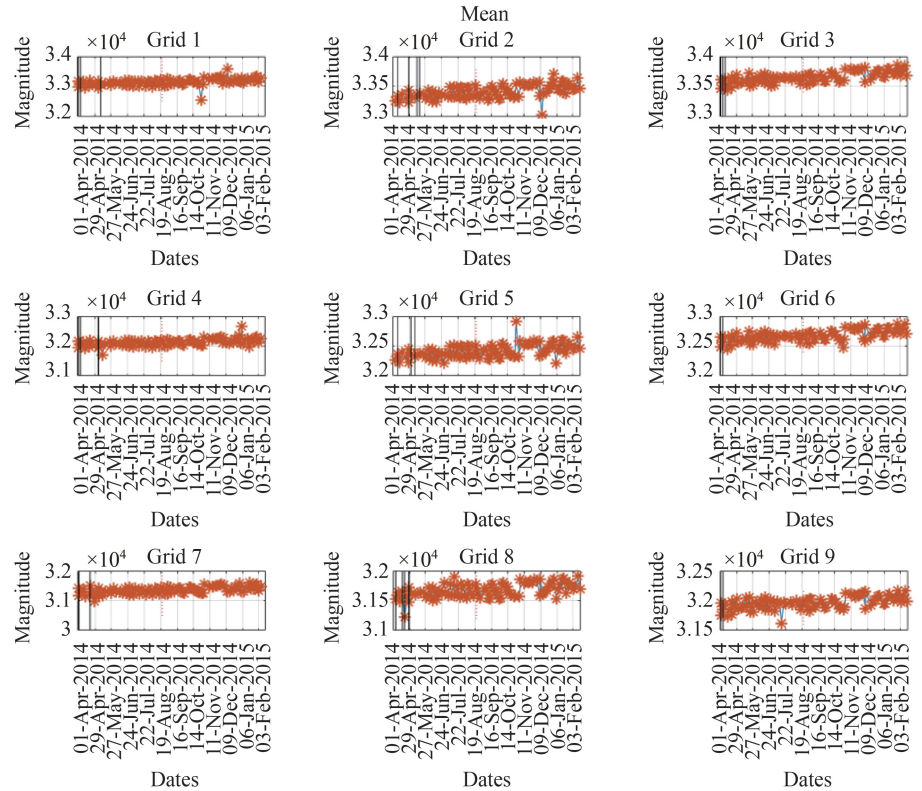 Mean
×10⁴ Grid 1
Magnitude
3.4
3.3
3.2
01-Apr-2014
29-Apr-2014
27-May-2014
24-Jun-2014
22-Jul-2014
19-Aug-2014
16-Sep-2014
14-Oct-2014
11-Nov-2014
09-Dec-2014
06-Jan-2015
03-Feb-2015
Dates
×10⁴ Grid 2
Magnitude
3.4
3.35
3.3
01-Apr-2014
29-Apr-2014
27-May-2014
24-Jun-2014
22-Jul-2014
19-Aug-2014
16-Sep-2014
14-Oct-2014
11-Nov-2014
09-Dec-2014
06-Jan-2015
03-Feb-2015
Dates
×10⁴ Grid 3
Magnitude
3.4
3.35
3.3
01-Apr-2014
29-Apr-2014
27-May-2014
24-Jun-2014
22-Jul-2014
19-Aug-2014
16-Sep-2014
14-Oct-2014
11-Nov-2014
09-Dec-2014
06-Jan-2015
03-Feb-2015
Dates
×10⁴ Grid 4
Magnitude
3.3
3.2
3.1
01-Apr-2014
29-Apr-2014
27-May-2014
24-Jun-2014
22-Jul-2014
19-Aug-2014
16-Sep-2014
14-Oct-2014
11-Nov-2014
09-Dec-2014
06-Jan-2015
03-Feb-2015
Dates
×10⁴ Grid 5
Magnitude
3.3
3.25
3.2
01-Apr-2014
29-Apr-2014
27-May-2014
24-Jun-2014
22-Jul-2014
19-Aug-2014
16-Sep-2014
14-Oct-2014
11-Nov-2014
09-Dec-2014
06-Jan-2015
03-Feb-2015
Dates
×10⁴ Grid 6
Magnitude
3.3
3.25
3.2
01-Apr-2014
29-Apr-2014
27-May-2014
24-Jun-2014
22-Jul-2014
19-Aug-2014
16-Sep-2014
14-Oct-2014
11-Nov-2014
09-Dec-2014
06-Jan-2015
03-Feb-2015
Dates
×10⁴ Grid 7
Magnitude
3.2
3.1
3
01-Apr-2014
29-Apr-2014
27-May-2014
24-Jun-2014
22-Jul-2014
19-Aug-2014
16-Sep-2014
14-Oct-2014
11-Nov-2014
09-Dec-2014
06-Jan-2015
03-Feb-2015
Dates
×10⁴ Grid 8
Magnitude
3.2
3.15
3.1
01-Apr-2014
29-Apr-2014
27-May-2014
24-Jun-2014
22-Jul-2014
19-Aug-2014
16-Sep-2014
14-Oct-2014
11-Nov-2014
09-Dec-2014
06-Jan-2015
03-Feb-2015
Dates
×10⁴ Grid 9
Magnitude
3.25
3.2
3.15
01-Apr-2014
29-Apr-2014
27-May-2014
24-Jun-2014
22-Jul-2014
19-Aug-2014
16-Sep-2014
14-Oct-2014
11-Nov-2014
09-Dec-2014
06-Jan-2015
03-Feb-2015
Dates